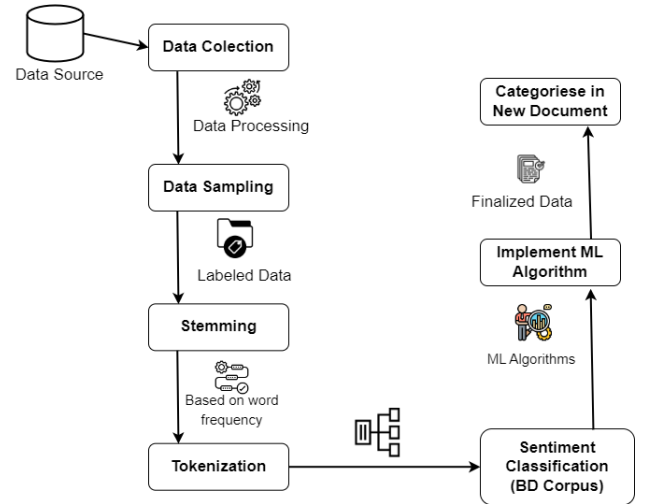 Data Source
Data Colection
Data Processing
Data Sampling
Labeled Data
Stemming
Based on word
frequency
Tokenization
Sentiment
Classification
(BD Corpus)
ML Algorithms
Implement ML
Algorithm
Finalized Data
Categoriese in
New Document